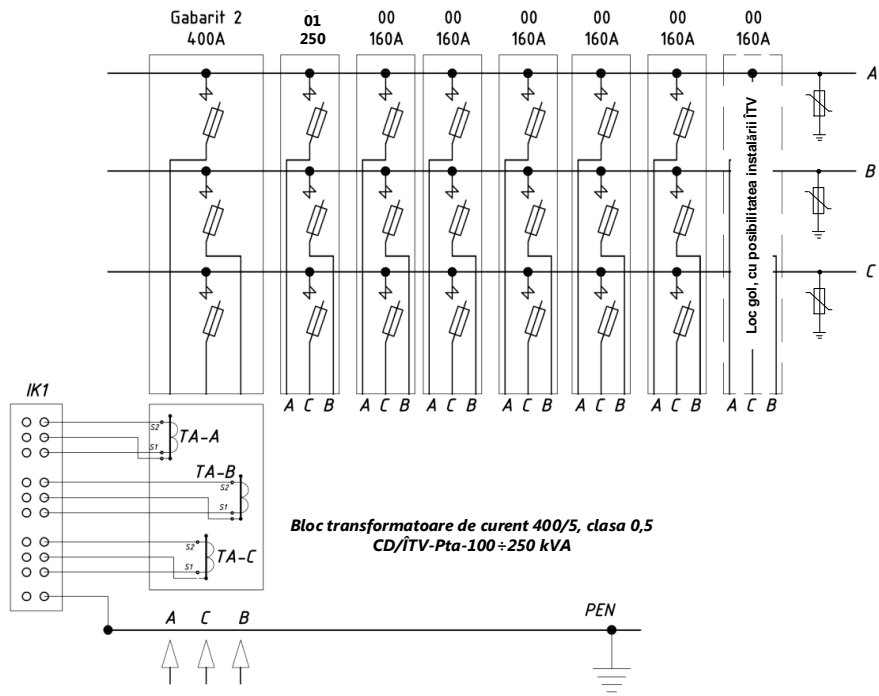 Gabarit 2 01 00 00 00 00 00 00
400A 250 160A 160A 160A 160A 160A 160A
A
B
C
Loc gol, cu posibilitatea instalării ÎTV
A C B A C B A C B A C B A C B A C B A C B
IK1
S2
TA-A
S1
TA-B
S2
S1
S2
TA-C
S1
Bloc transformatoare de curent 400/5, clasa 0,5
CD/ÎTV-Pta-100÷250 kVA
A C B
PEN